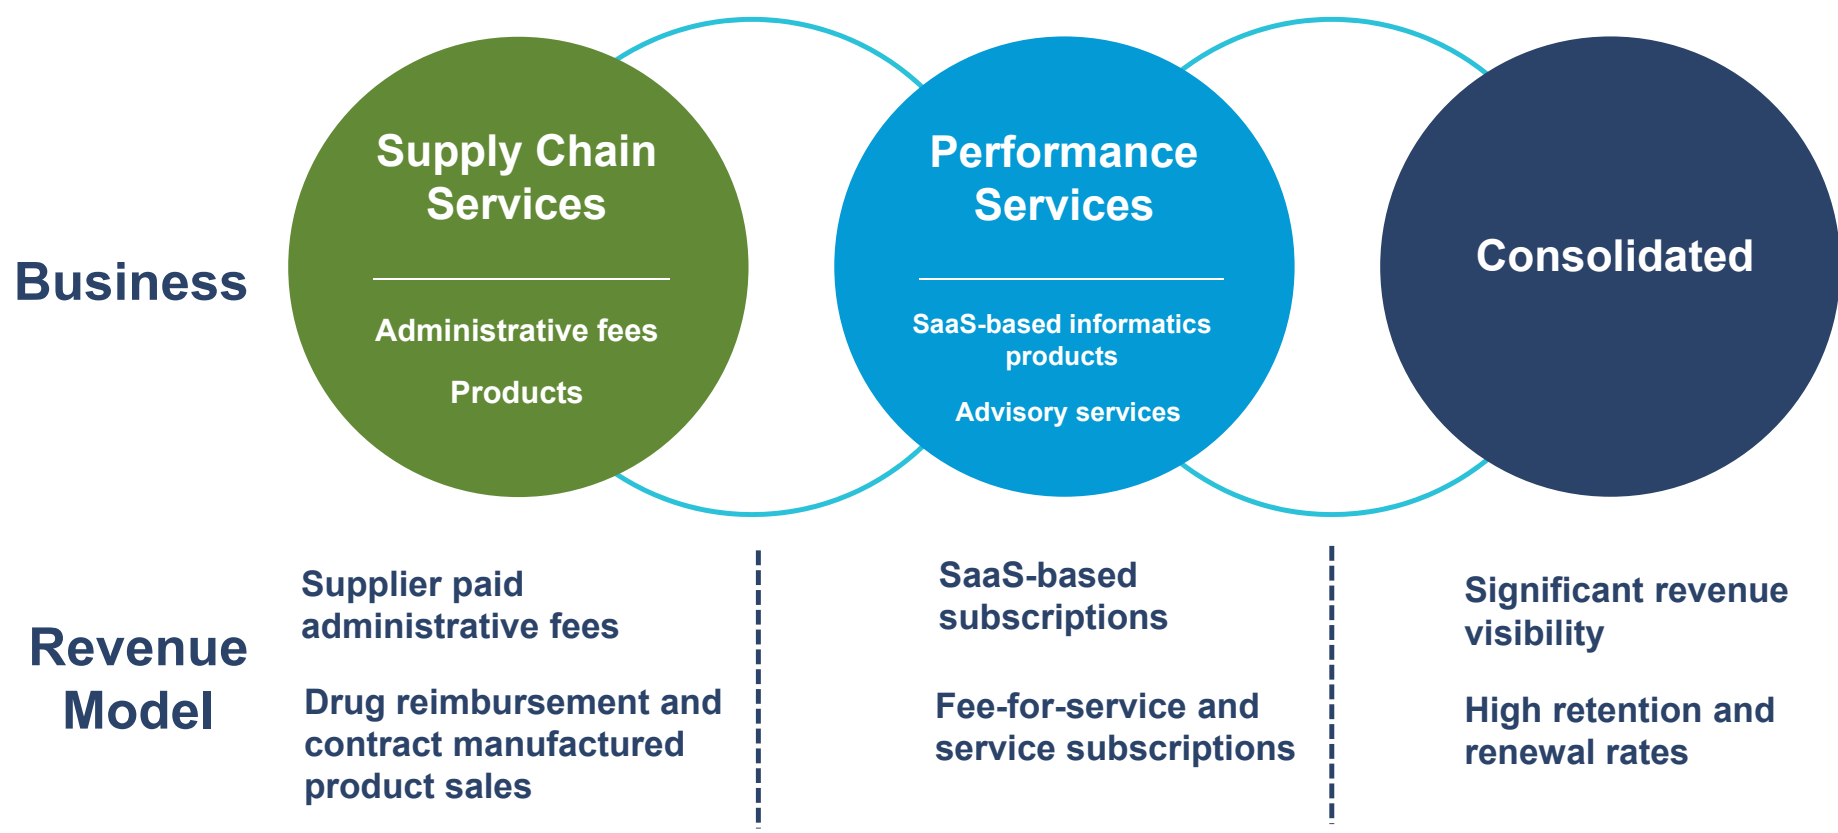 Business
Supply Chain
Services
Administrative fees
Products
Performance
Services
SaaS-based informatics
products
Advisory services
Consolidated
Revenue
Model
Supplier paid
administrative fees
Drug reimbursement and
contract manufactured
product sales
SaaS-based
subscriptions
Fee-for-service and
service subscriptions
Significant revenue
visibility
High retention and
renewal rates